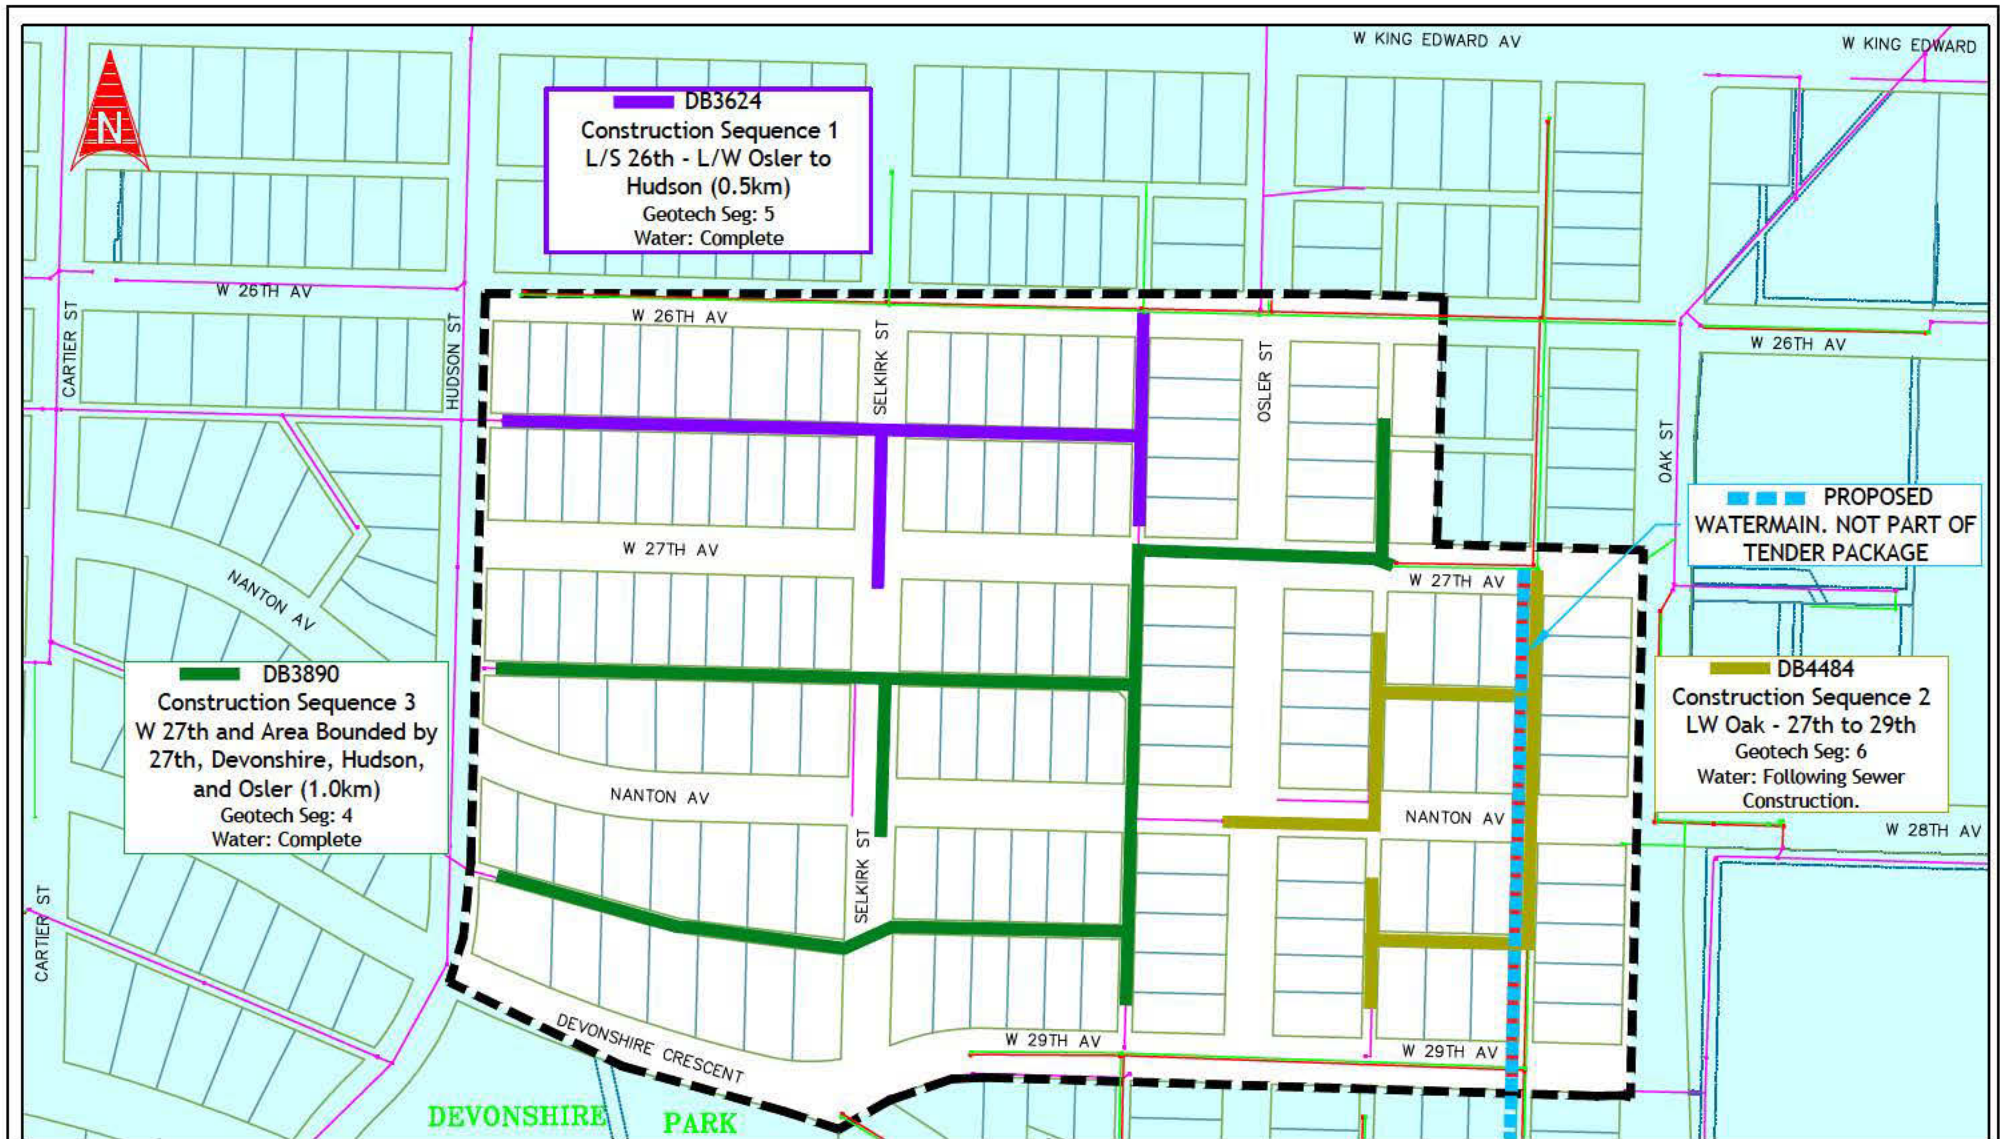 W KING EDWARD AV
W KING EDWARD
N
DB3624
Construction Sequence 1
L/S 26th - L/W Osler to
Hudson (0.5km)
Geotech Seg: 5
Water: Complete
W 26TH AV
W 26TH AV
W 26TH AV
CARTIER ST
HUDSON ST
SELKIRK ST
OSLER ST
OAK ST
PROPOSED
WATERMAIN. NOT PART OF
TENDER PACKAGE
W 27TH AV
W 27TH AV
NANTON AV
DB3890
Construction Sequence 3
W 27th and Area Bounded by
27th, Devonshire, Hudson,
and Osler (1.0km)
Geotech Seg: 4
Water: Complete
DB4484
Construction Sequence 2
LW Oak - 27th to 29th
Geotech Seg: 6
Water: Following Sewer
Construction.
NANTON AV
NANTON AV
W 28TH AV
SELKIRK ST
CARTIER ST
W 29TH AV
W 29TH AV
DEVONSHIRE CRESCENT
DEVONSHIRE PARK